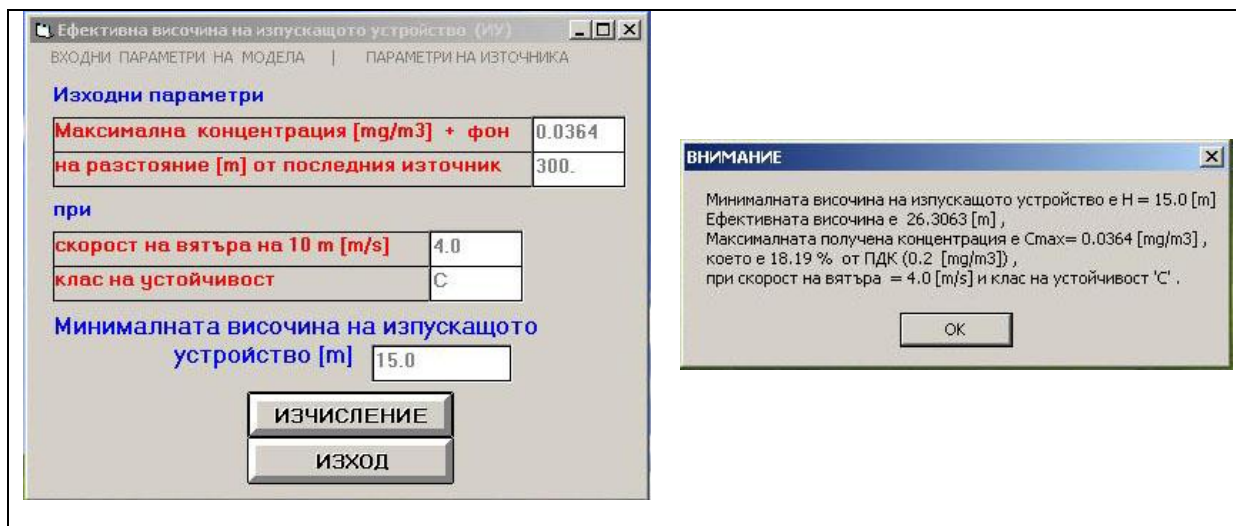 Ефективна височина на изпускащото устройство (ИУ)
ВХОДНИ ПАРАМЕТРИ НА МОДЕЛА | ПАРАМЕТРИ НА ИЗТОЧНИКА
Изходни параметри
Максимална концентрация [mg/m3] + фон 0.0364
на разстояние [m] от последния източник 300.
при
скорост на вятъра на 10 m [m/s] 4.0
клас на устойчивост C
Минималната височина на изпускащото
устройство [m] 15.0
ИЗЧИСЛЕНИЕ
ИЗХОД
ВНИМАНИЕ
Минималната височина на изпускащото устройство е H = 15.0 [m]
Ефективната височина е 26.3063 [m] ,
Максималната получена концентрация е Cmax= 0.0364 [mg/m3] ,
което е 18.19 % от ПДК (0.2 [mg/m3]) ,
при скорост на вятъра = 4.0 [m/s] и клас на устойчивост 'C' .
OK